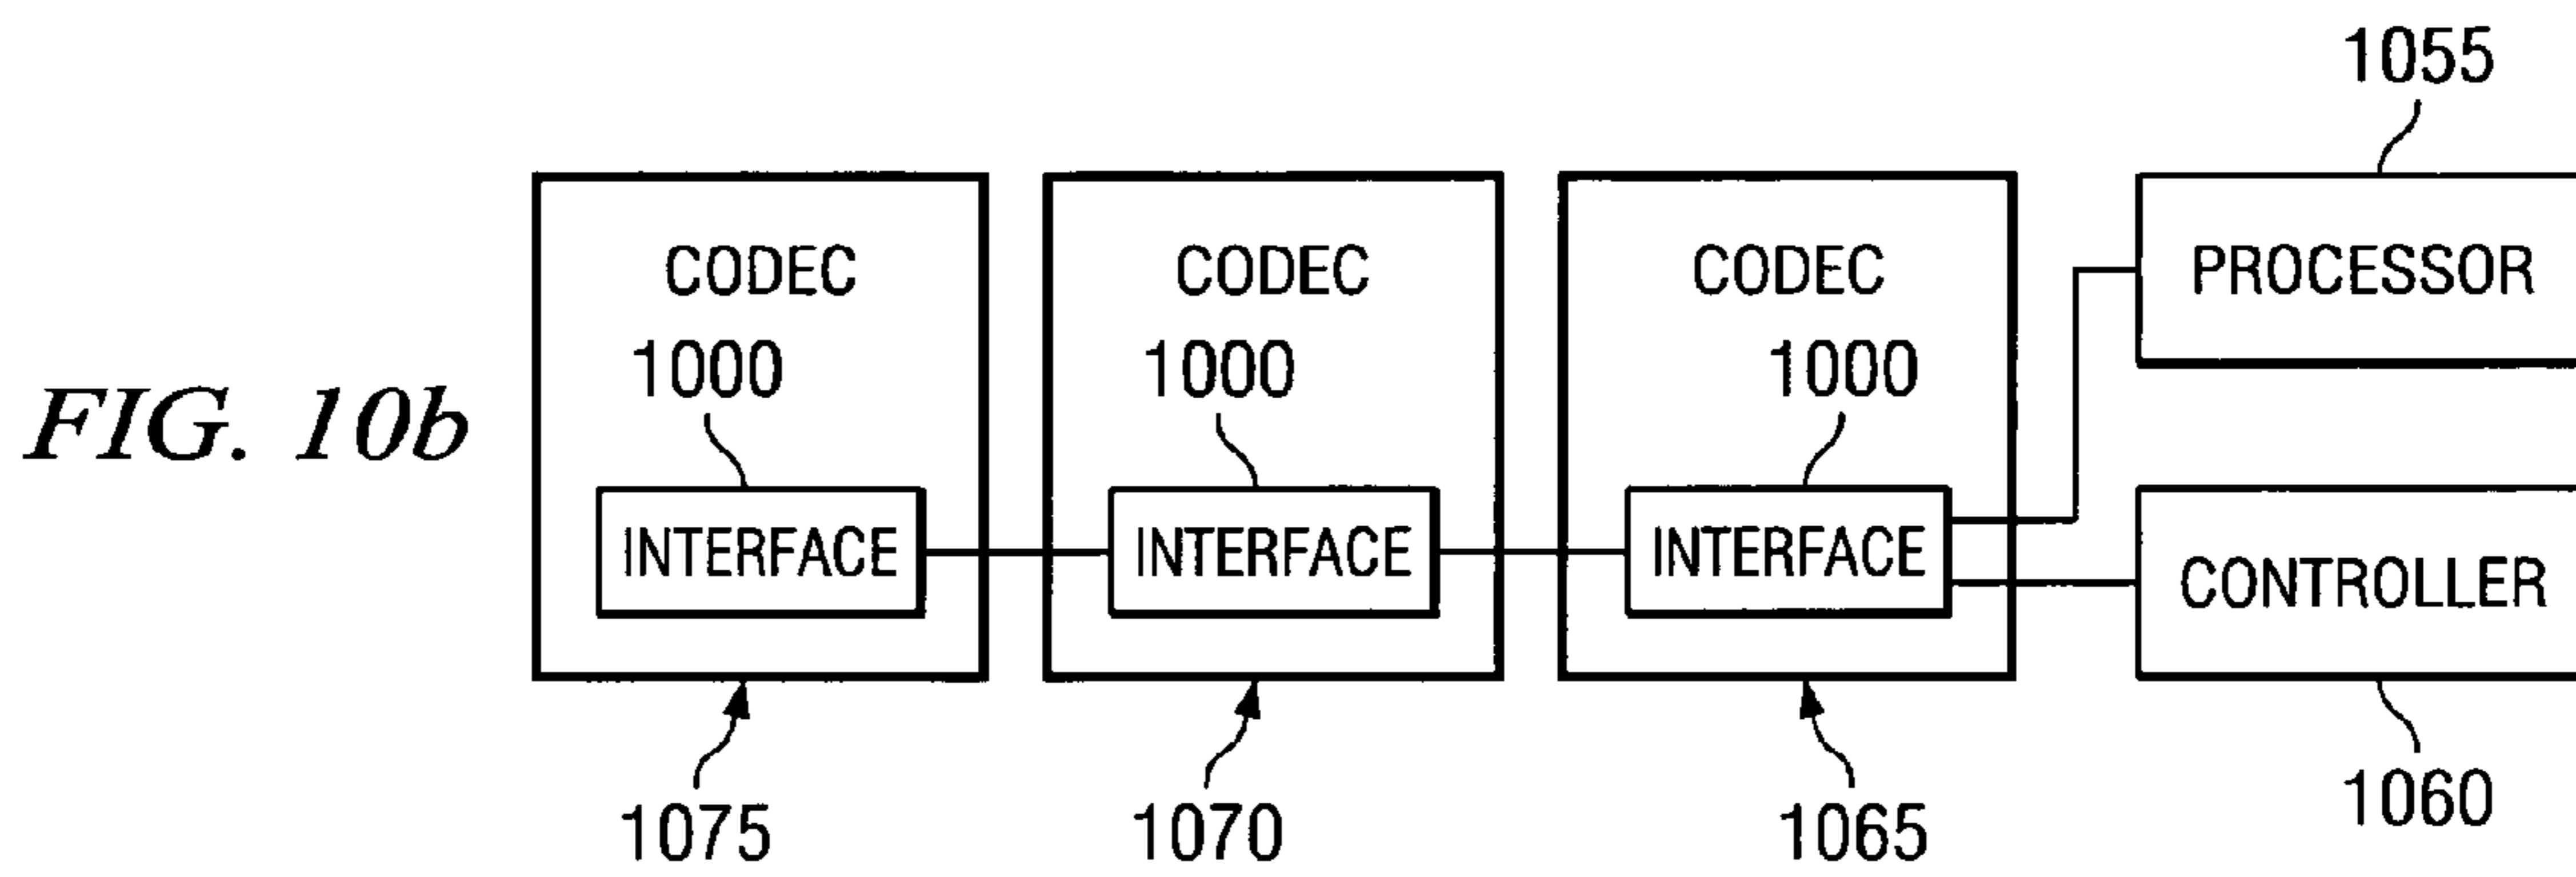 1055
CODEC
CODEC
CODEC
PROCESSOR
1000
1000
1000
FIG. 10b
INTERFACE
INTERFACE
INTERFACE
CONTROLLER
1075
1070
1065
1060